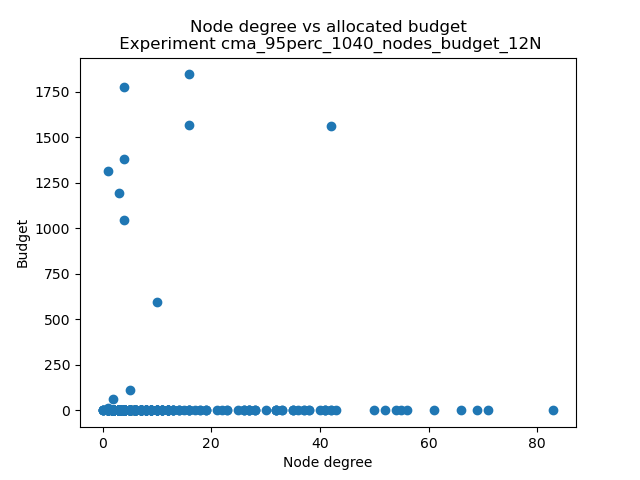 Node degree vs allocated budget
Experiment cma_95perc_1040_nodes_budget_12N
Budget
1750
1500
1250
1000
750
500
250
0
0 20 40 60 80
Node degree